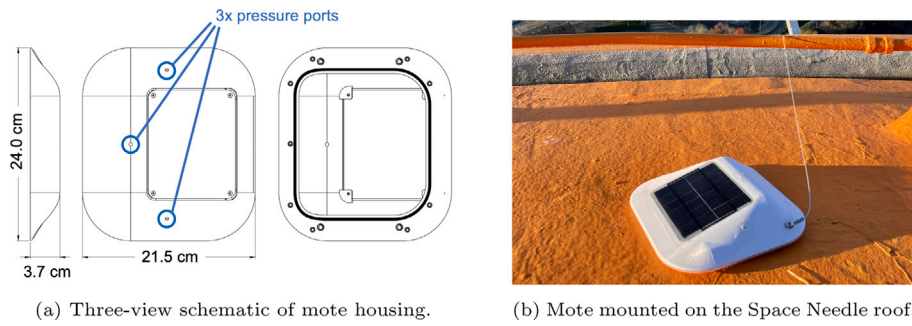 3x pressure ports
24.0 cm
3.7 cm
21.5 cm
(a) Three-view schematic of mote housing.
(b) Mote mounted on the Space Needle roof